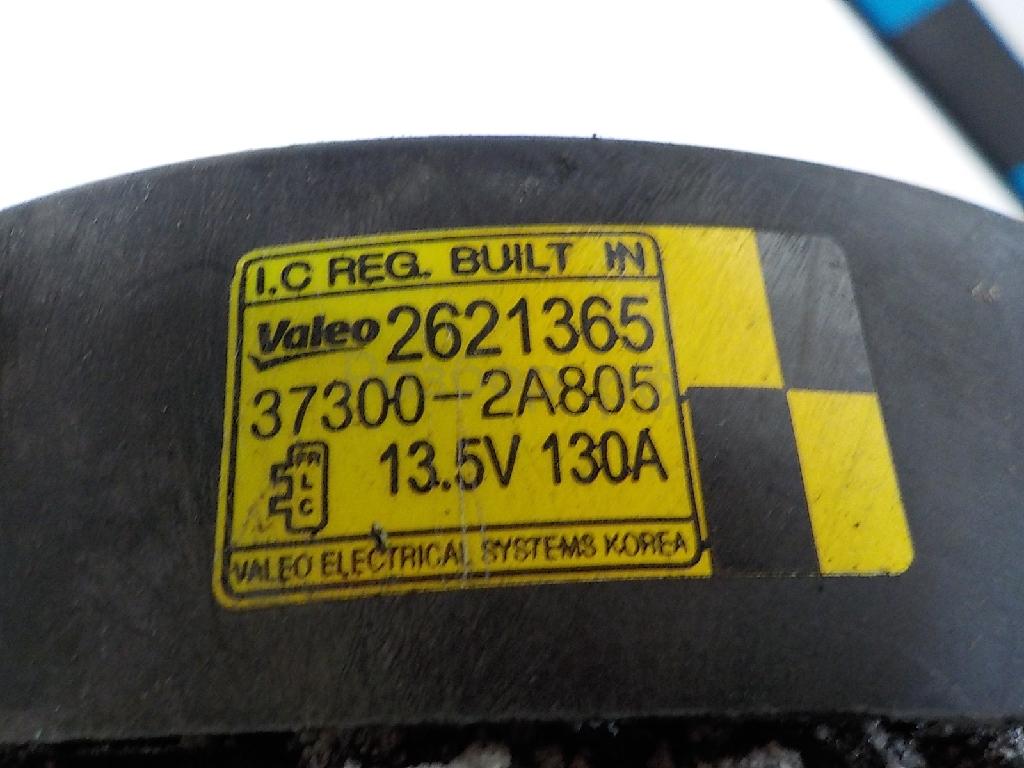 I.C REG. BUILT IN
Valeo 2621365
37300-2A805
13.5V 130A
FR
L
C
VALEO ELECTRICAL SYSTEMS KOREA